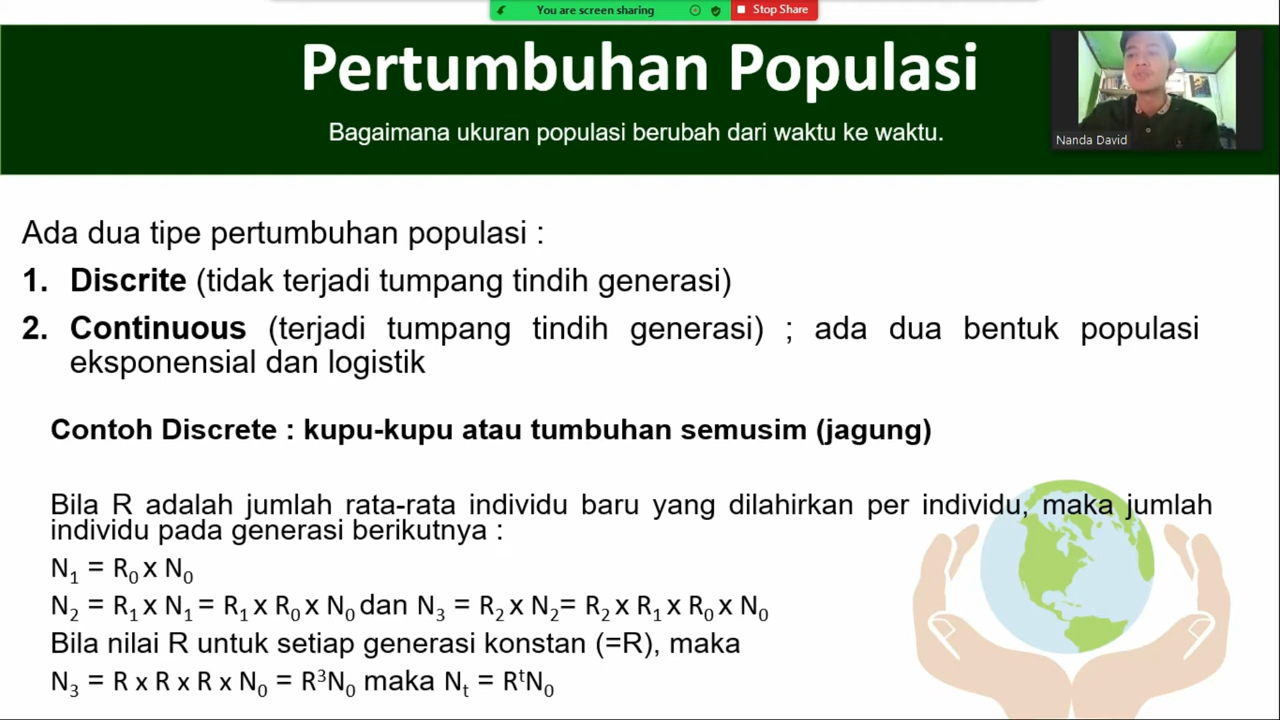 You are screen sharing
Stop Share
Pertumbuhan Populasi
Bagaimana ukuran populasi berubah dari waktu ke waktu.
Nanda David
Ada dua tipe pertumbuhan populasi :
1. Discrite (tidak terjadi tumpang tindih generasi)
2. Continuous (terjadi tumpang tindih generasi) ; ada dua bentuk populasi
eksponensial dan logistik
Contoh Discrete : kupu-kupu atau tumbuhan semusim (jagung)
Bila R adalah jumlah rata-rata individu baru yang dilahirkan per individu, maka jumlah
individu pada generasi berikutnya :
N₁ = R₀ x N₀
N₂ = R₁ x N₁ = R₁ x R₀ x N₀ dan N₃ = R₂ x N₂= R₂ x R₁ x R₀ x N₀
Bila nilai R untuk setiap generasi konstan (=R), maka
N₃ = R x R x R x N₀ = R³N₀ maka Nₜ = RᵗN₀